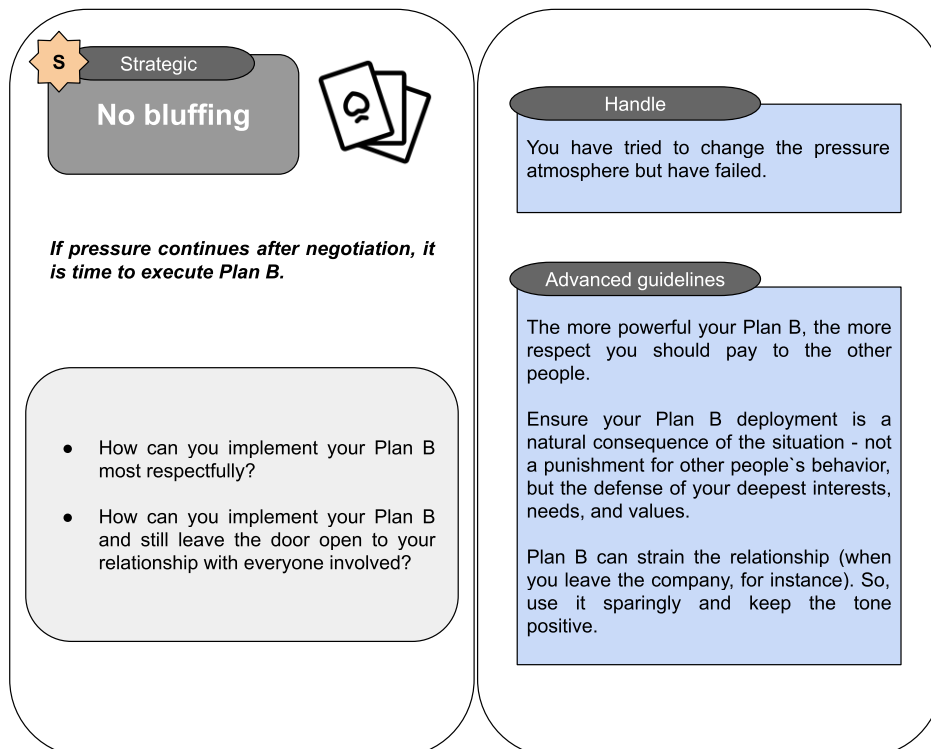 S
Strategic
No bluffing
If pressure continues after negotiation, it
is time to execute Plan B.
● How can you implement your Plan B
most respectfully?
● How can you implement your Plan B
and still leave the door open to your
relationship with everyone involved?
Handle
You have tried to change the pressure
atmosphere but have failed.
Advanced guidelines
The more powerful your Plan B, the more
respect you should pay to the other
people.
Ensure your Plan B deployment is a
natural consequence of the situation - not
a punishment for other people`s behavior,
but the defense of your deepest interests,
needs, and values.
Plan B can strain the relationship (when
you leave the company, for instance). So,
use it sparingly and keep the tone
positive.